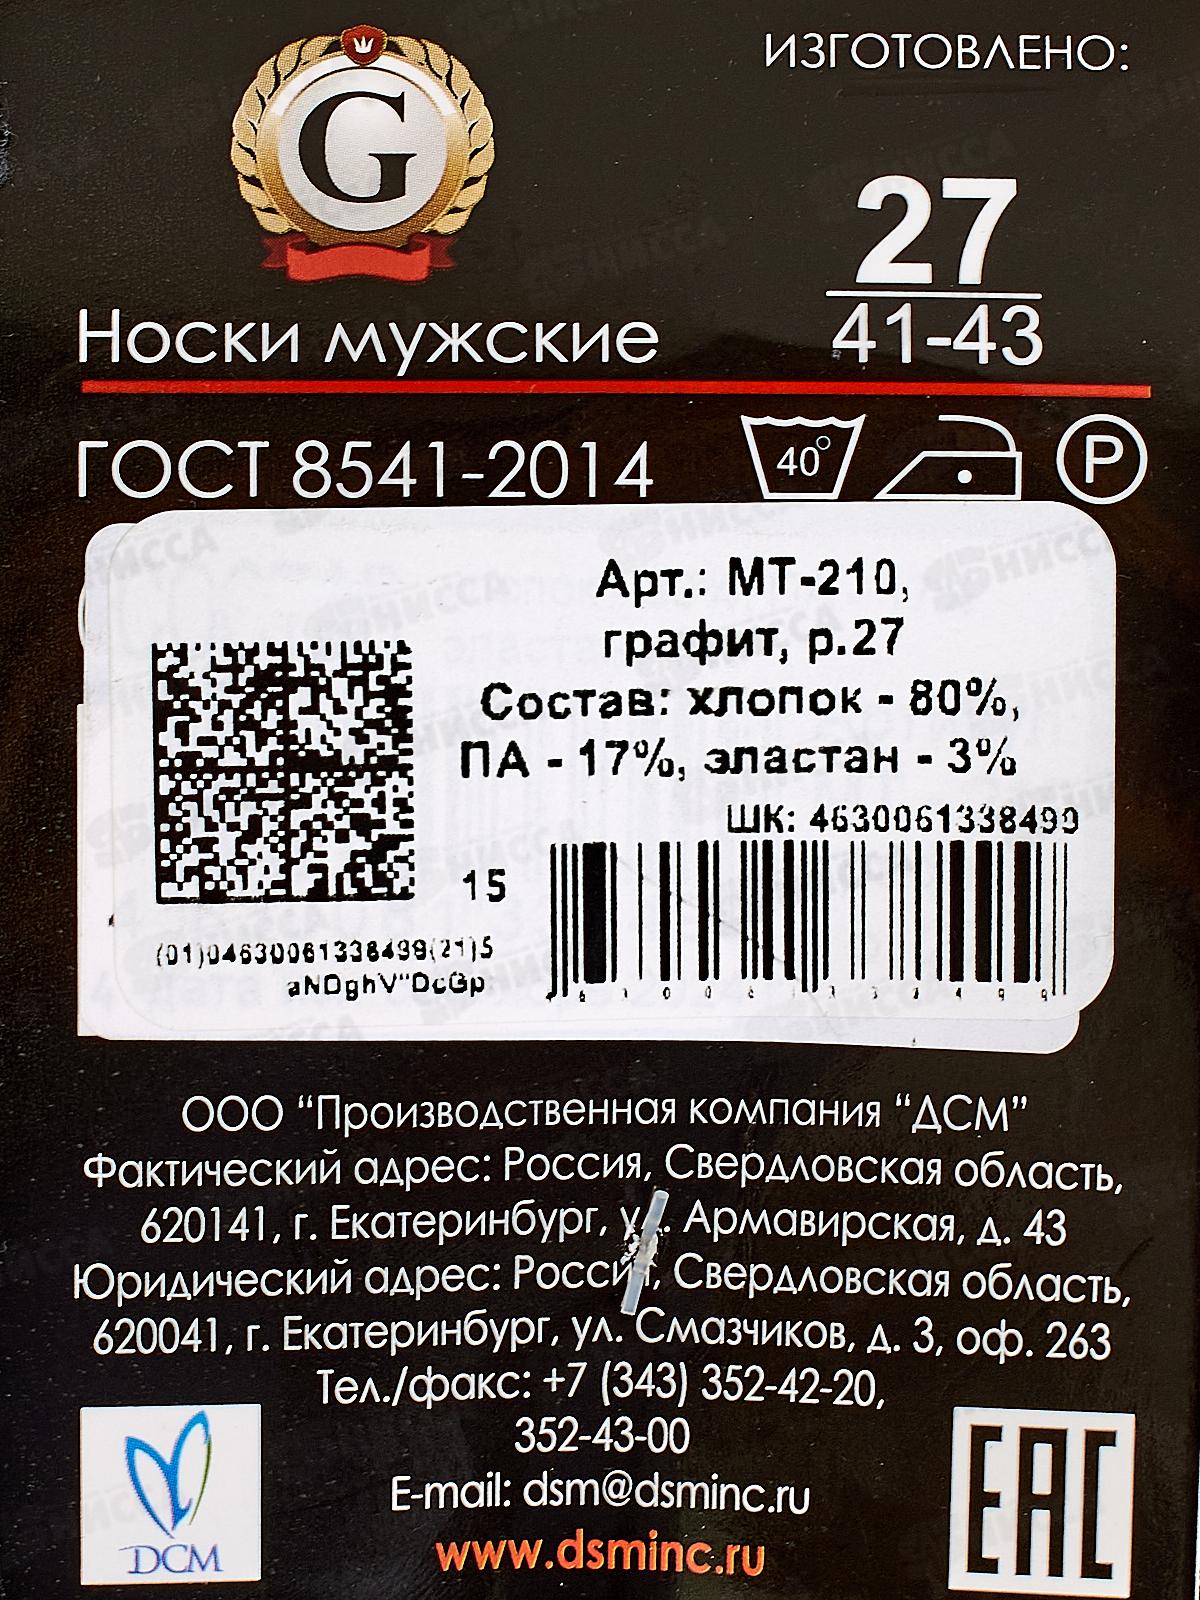 G
ИЗГОТОВЛЕНО:
27
41-43
Носки мужские
ГОСТ 8541-2014
40°
P
Арт.: МТ-210,
графит, р.27
Состав: хлопок - 80%,
ПА - 17%, эластан - 3%
ШК: 4630061338499
15
(01)04630061338499(21)5
aNDghV"DcGp
ООО "Производственная компания "ДСМ"
Фактический адрес: Россия, Свердловская область,
620141, г. Екатеринбург, ул. Армавирская, д. 43
Юридический адрес: Россия, Свердловская область,
620041, г. Екатеринбург, ул. Смазчиков, д. 3, оф. 263
Тел./факс: +7 (343) 352-42-20,
352-43-00
E-mail: dsm@dsminc.ru
www.dsminc.ru
DCM
EAC